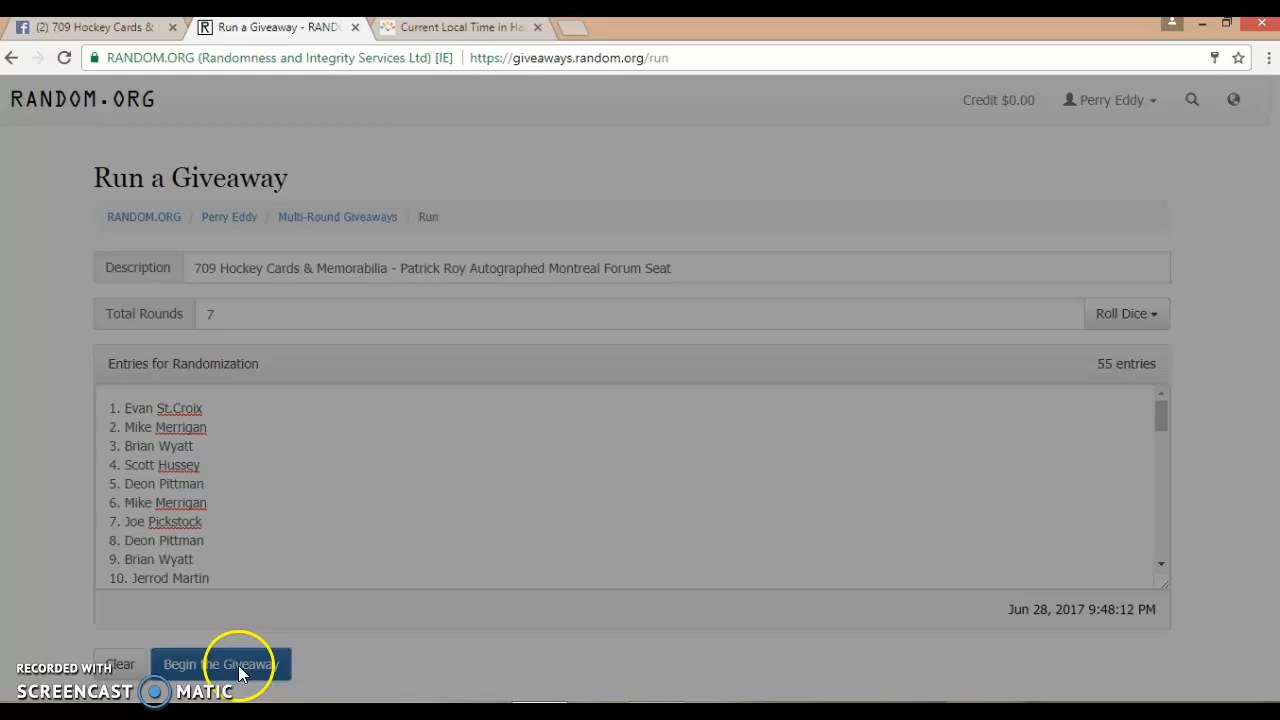 (2) 709 Hockey Cards &
Run a Giveaway - RAND
Current Local Time in Ha
RANDOM.ORG (Randomness and Integrity Services Ltd) [IE]
https://giveaways.random.org/run
RANDOM.ORG
Credit $0.00
Perry Eddy
Run a Giveaway
RANDOM.ORG / Perry Eddy / Multi-Round Giveaways / Run
Description 709 Hockey Cards & Memorabilia - Patrick Roy Autographed Montreal Forum Seat
Total Rounds 7 Roll Dice
Entries for Randomization 55 entries
1. Evan St.Croix
2. Mike Merrigan
3. Brian Wyatt
4. Scott Hussey
5. Deon Pittman
6. Mike Merrigan
7. Joe Pickstock
8. Deon Pittman
9. Brian Wyatt
10. Jerrod Martin
Jun 28, 2017 9:48:12 PM
Clear Begin the Giveaway
RECORDED WITH
SCREENCAST MATIC